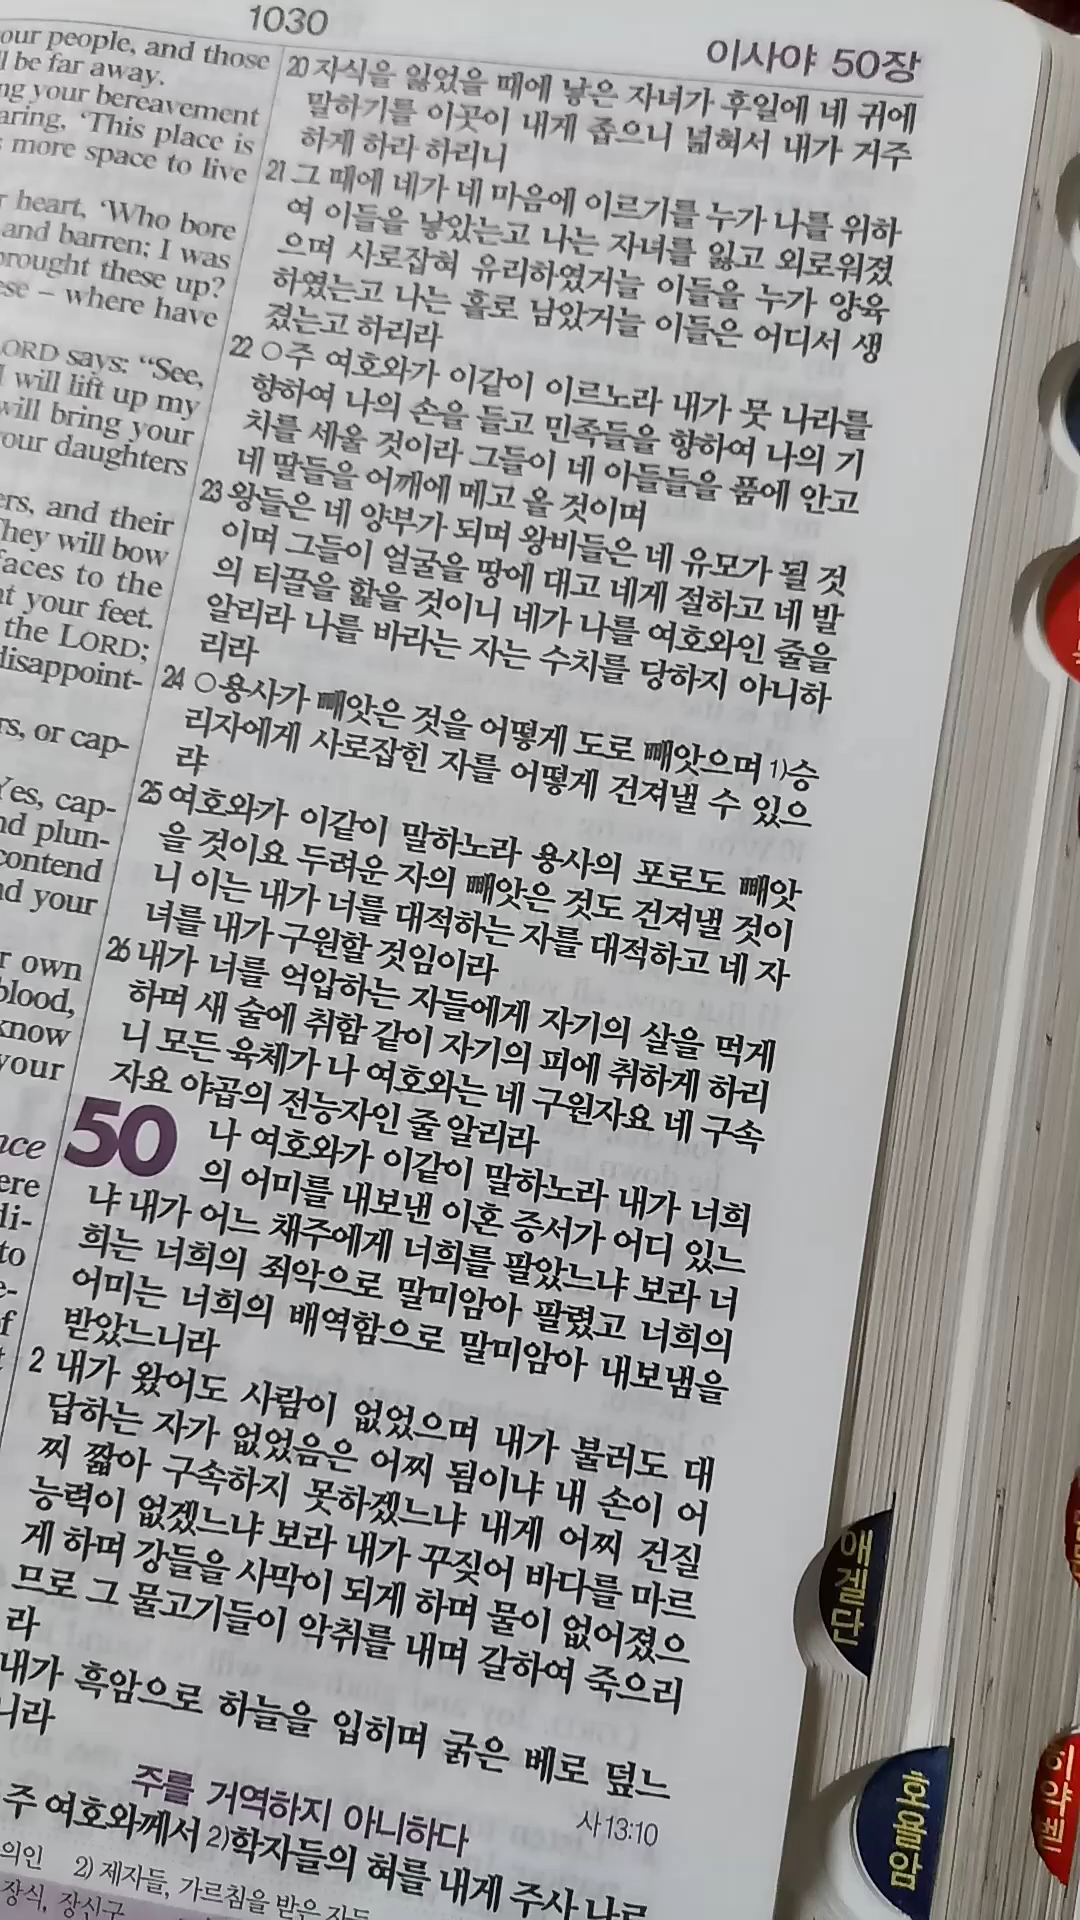 1030
이사야 50장
our people, and those
be far away.
ng your bereavement
aring, ‘This place is
more space to live
heart, ‘Who bore
and barren; I was
brought these up?
ese – where have
LORD says: “See,
I will lift up my
will bring your
our daughters
ers, and their
They will bow
faces to the
at your feet.
the LORD;
disappoint-
rs, or cap-
Yes, cap-
nd plun-
contend
nd your
r own
blood,
know
your
20 자식을 잃었을 때에 낳은 자녀가 후일에 네 귀에
말하기를 이곳이 내게 좁으니 넓혀서 내가 거주
하게 하라 하리니
21 그 때에 네가 네 마음에 이르기를 누가 나를 위하
여 이들을 낳았는고 나는 자녀를 잃고 외로워졌
으며 사로잡혀 유리하였거늘 이들을 누가 양육
하였는고 나는 홀로 남았거늘 이들은 어디서 생
겼는고 하리라
22 ○주 여호와가 이같이 이르노라 내가 뭇 나라를
향하여 나의 손을 들고 민족들을 향하여 나의 기
치를 세울 것이라 그들이 네 아들들을 품에 안고
네 딸들을 어깨에 메고 올 것이며
23 왕들은 네 양부가 되며 왕비들은 네 유모가 될 것
이며 그들이 얼굴을 땅에 대고 네게 절하고 네 발
의 티끌을 핥을 것이니 네가 나를 여호와인 줄을
알리라 나를 바라는 자는 수치를 당하지 아니하
리라
24 ○용사가 빼앗은 것을 어떻게 도로 빼앗으며 1)승
리자에게 사로잡힌 자를 어떻게 건져낼 수 있으
랴
25 여호와가 이같이 말하노라 용사의 포로도 빼앗
을 것이요 두려운 자의 빼앗은 것도 건져낼 것이
니 이는 내가 너를 대적하는 자를 대적하고 네 자
녀를 내가 구원할 것임이라
26 내가 너를 억압하는 자들에게 자기의 살을 먹게
하며 새 술에 취함 같이 자기의 피에 취하게 하리
니 모든 육체가 나 여호와는 네 구원자요 네 구속
자요 야곱의 전능자인 줄 알리라
50 나 여호와가 이같이 말하노라 내가 너희
의 어미를 내보낸 이혼 증서가 어디 있느
냐 내가 어느 채주에게 너희를 팔았느냐 보라 너
희는 너희의 죄악으로 말미암아 팔렸고 너희의
어미는 너희의 배역함으로 말미암아 내보냄을
받았느니라
2 내가 왔어도 사람이 없었으며 내가 불러도 대
답하는 자가 없었음은 어찌 됨이냐 내 손이 어
찌 짧아 구속하지 못하겠느냐 내게 어찌 건질
능력이 없겠느냐 보라 내가 꾸짖어 바다를 마르
게 하며 강들을 사막이 되게 하며 물이 없어졌으
므로 그 물고기들이 악취를 내며 갈하여 죽으리
라
내가 흑암으로 하늘을 입히며 굵은 베로 덮느
니라
주를 거역하지 아니하다
사13:10
주 여호와께서 2)학자들의 혀를 내게 주사 나로
의인 2) 제자들, 가르침을 받은 자들
장식, 장신구
애겔단
호욜암
히약벧